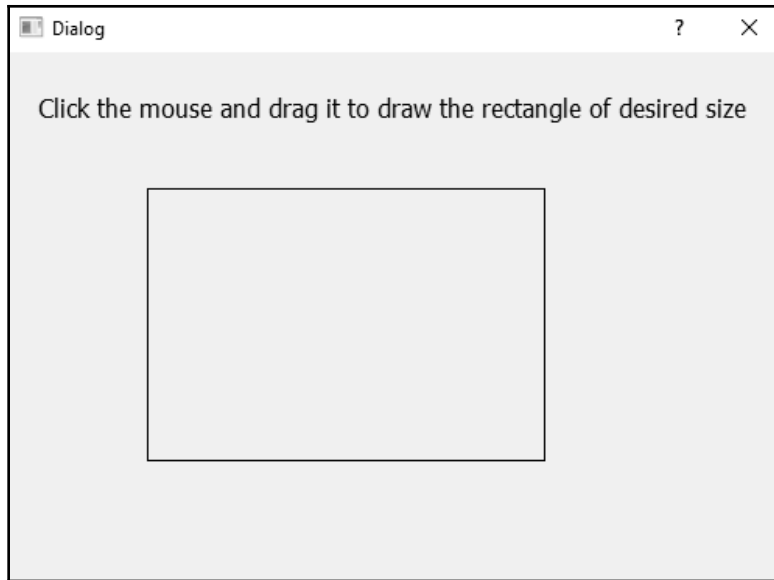 Dialog
?
Click the mouse and drag it to draw the rectangle of desired size